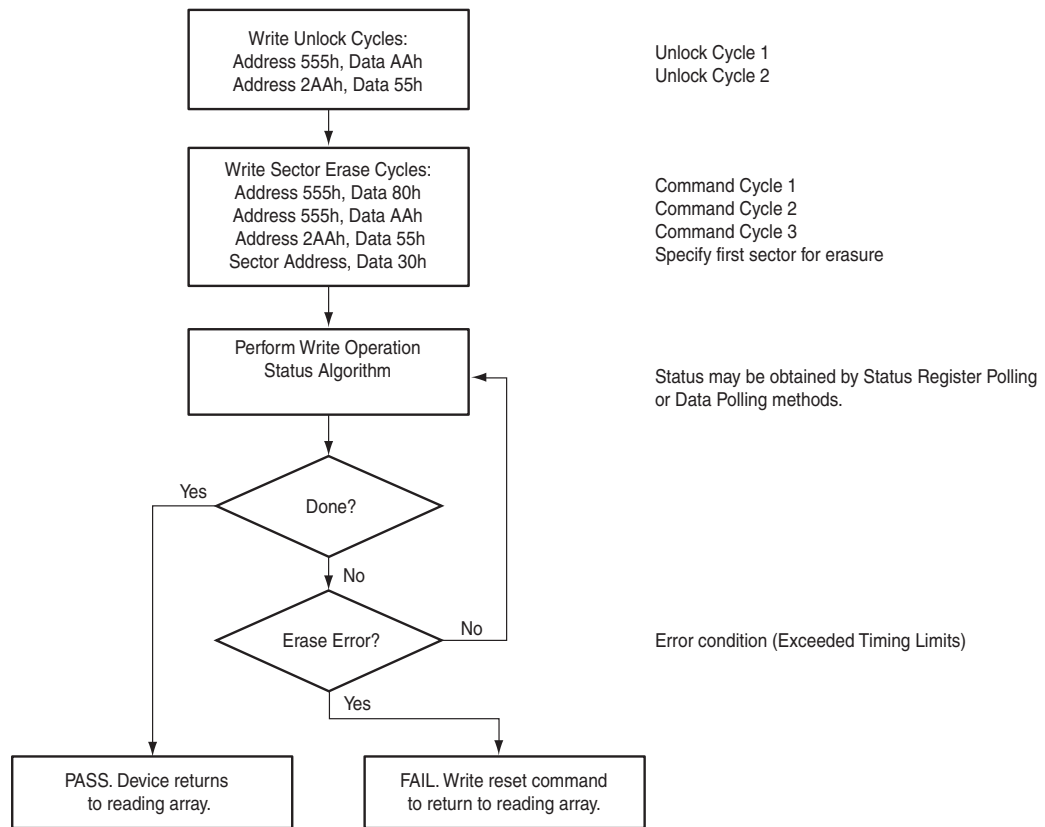 Write Unlock Cycles:
Address 555h, Data AAh
Address 2AAh, Data 55h
Unlock Cycle 1
Unlock Cycle 2
Write Sector Erase Cycles:
Address 555h, Data 80h
Address 555h, Data AAh
Address 2AAh, Data 55h
Sector Address, Data 30h
Command Cycle 1
Command Cycle 2
Command Cycle 3
Specify first sector for erasure
Perform Write Operation
Status Algorithm
Status may be obtained by Status Register Polling
or Data Polling methods.
Yes
Done?
No
Erase Error?
No
Error condition (Exceeded Timing Limits)
Yes
PASS. Device returns
to reading array.
FAIL. Write reset command
to return to reading array.